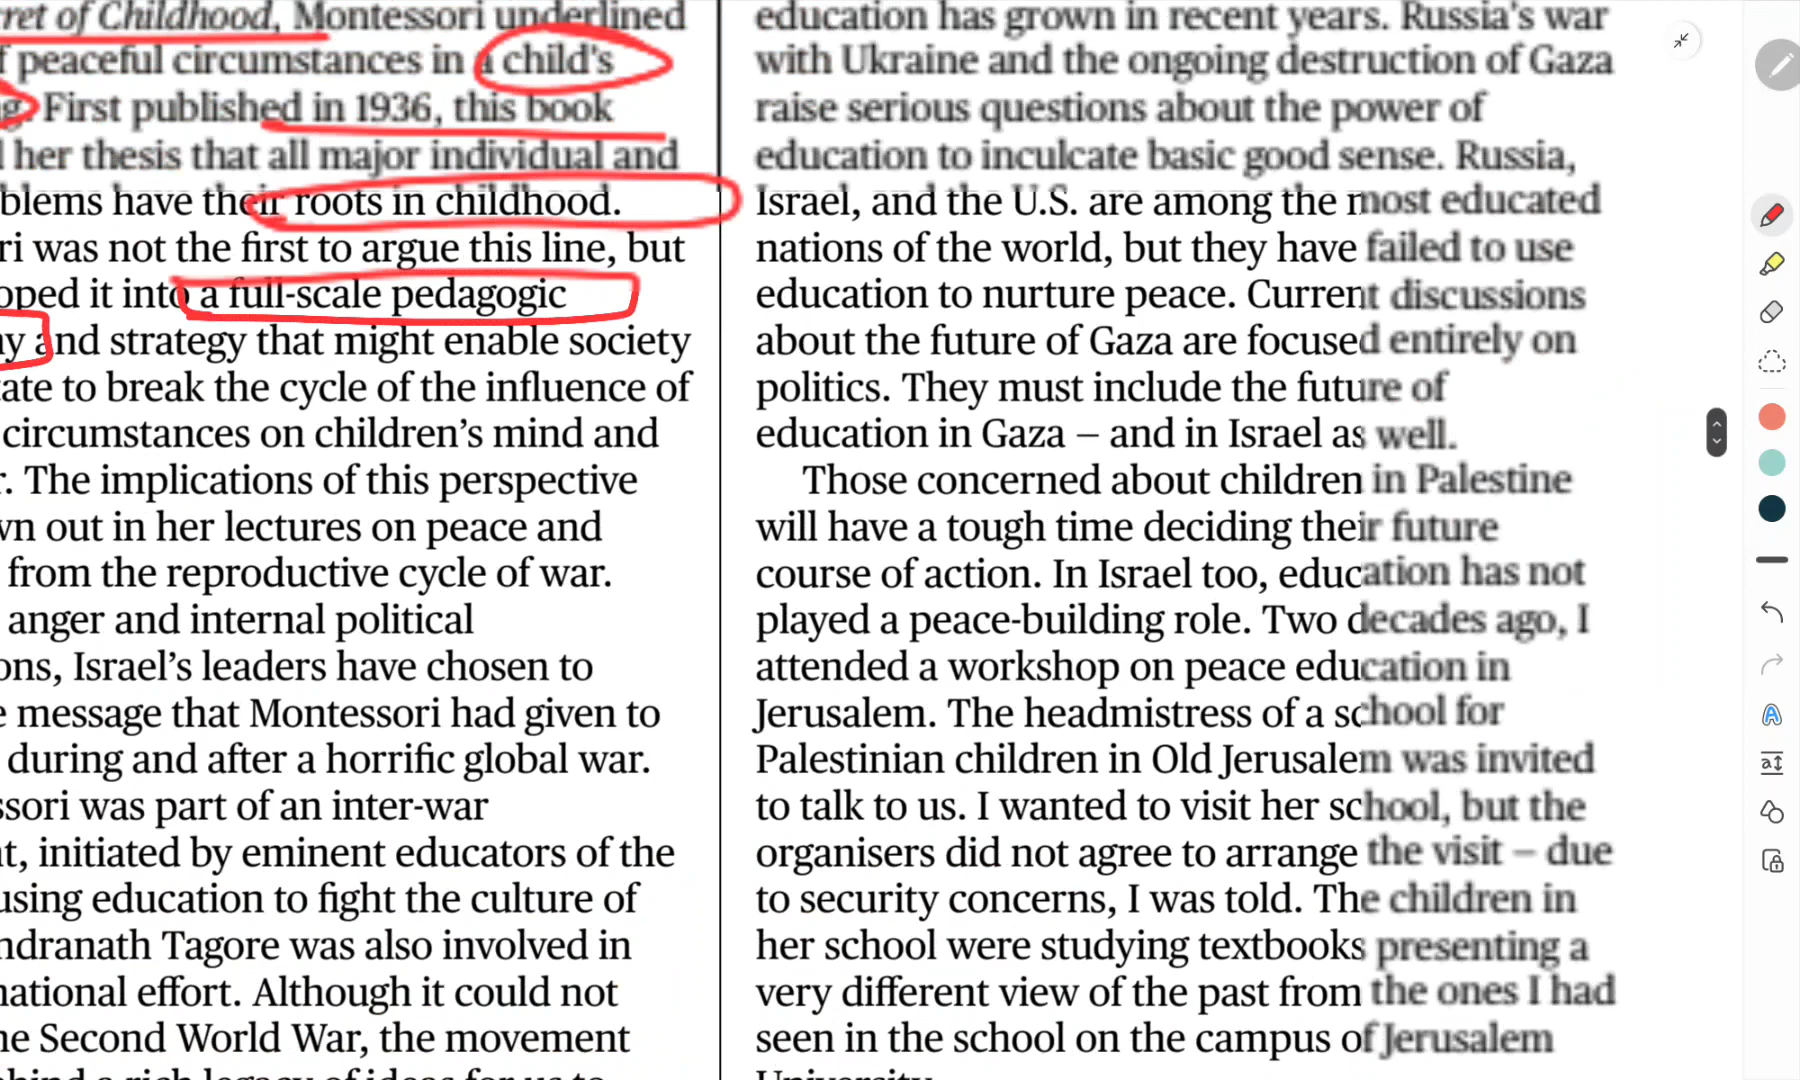 ret of Childhood, Montessori underlined
f peaceful circumstances in a child's
g. First published in 1936, this book
l her thesis that all major individual and
blems have their roots in childhood.
ri was not the first to argue this line, but
oped it into a full-scale pedagogic
y and strategy that might enable society
ate to break the cycle of the influence of
circumstances on children's mind and
r. The implications of this perspective
wn out in her lectures on peace and
from the reproductive cycle of war.
anger and internal political
ons, Israel's leaders have chosen to
e message that Montessori had given to
during and after a horrific global war.
ssori was part of an inter-war
nt, initiated by eminent educators of the
using education to fight the culture of
ndranath Tagore was also involved in
national effort. Although it could not
he Second World War, the movement
education has grown in recent years. Russia's war
with Ukraine and the ongoing destruction of Gaza
raise serious questions about the power of
education to inculcate basic good sense. Russia,
Israel, and the U.S. are among the most educated
nations of the world, but they have failed to use
education to nurture peace. Current discussions
about the future of Gaza are focused entirely on
politics. They must include the future of
education in Gaza – and in Israel as well.
Those concerned about children in Palestine
will have a tough time deciding their future
course of action. In Israel too, education has not
played a peace-building role. Two decades ago, I
attended a workshop on peace education in
Jerusalem. The headmistress of a school for
Palestinian children in Old Jerusalem was invited
to talk to us. I wanted to visit her school, but the
organisers did not agree to arrange the visit – due
to security concerns, I was told. The children in
her school were studying textbooks presenting a
very different view of the past from the ones I had
seen in the school on the campus of Jerusalem
University.